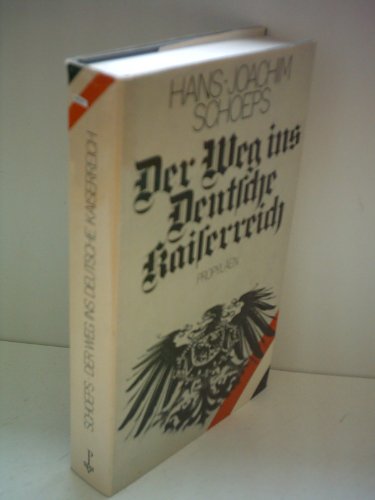 HANS-JOACHIM
SCHOEPS
Der Weg ins
Deutsche
Kaiserreich
PROPYLÄEN
SCHOEPS DER WEG INS DEUTSCHE KAISERREICH